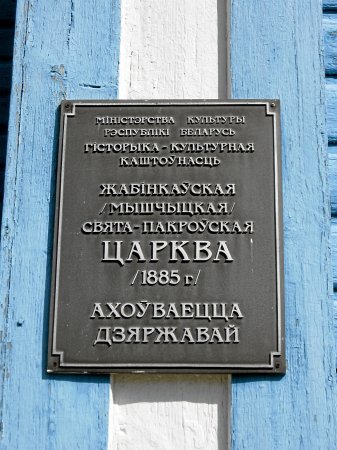 МІНІСТЭРСТВА КУЛЬТУРЫ
РЭСПУБЛІКІ БЕЛАРУСЬ
ГІСТОРЫКА-КУЛЬТУРНАЯ
КАШТОЎНАСЦЬ
ЖАБІНКАЎСКАЯ
/МЫШЧЫЦКАЯ/
СВЯТА-ПАКРОЎСКАЯ
ЦАРКВА
/1885 г/
АХОЎВАЕЦЦА
ДЗЯРЖАВАЙ